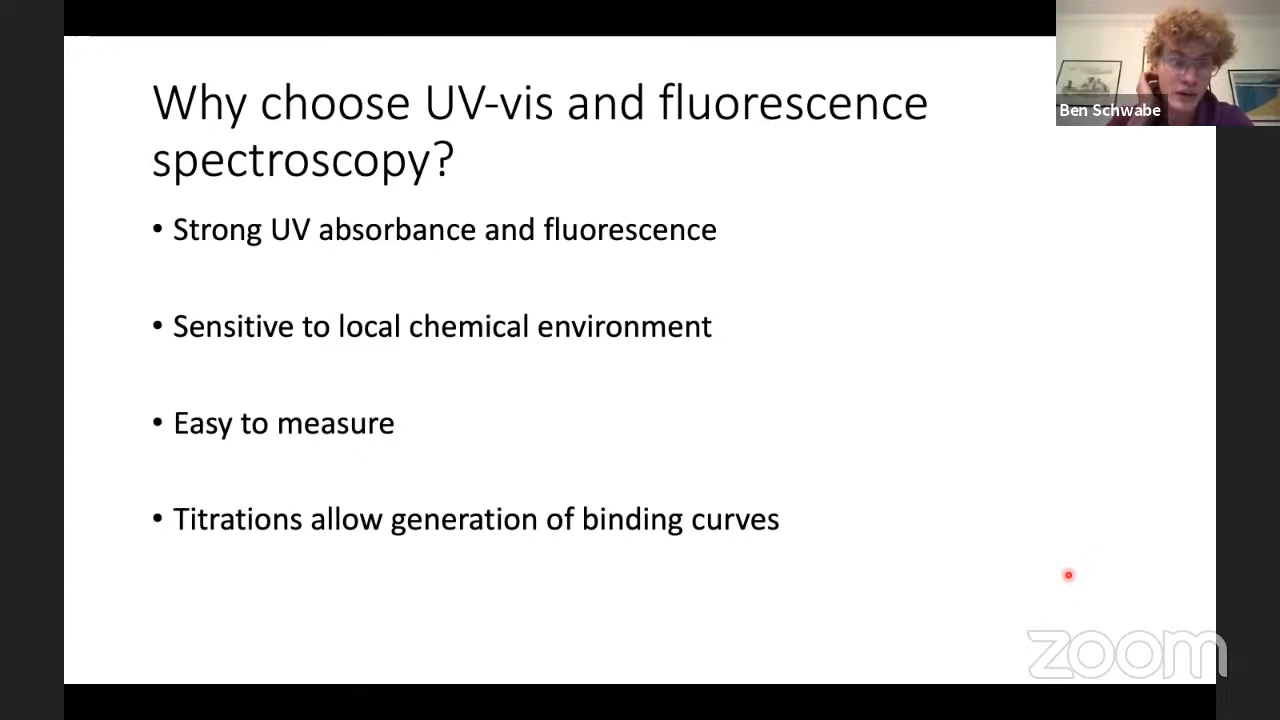 Why choose UV-vis and fluorescence
spectroscopy?
• Strong UV absorbance and fluorescence
• Sensitive to local chemical environment
• Easy to measure
• Titrations allow generation of binding curves
Ben Schwabe
zoom